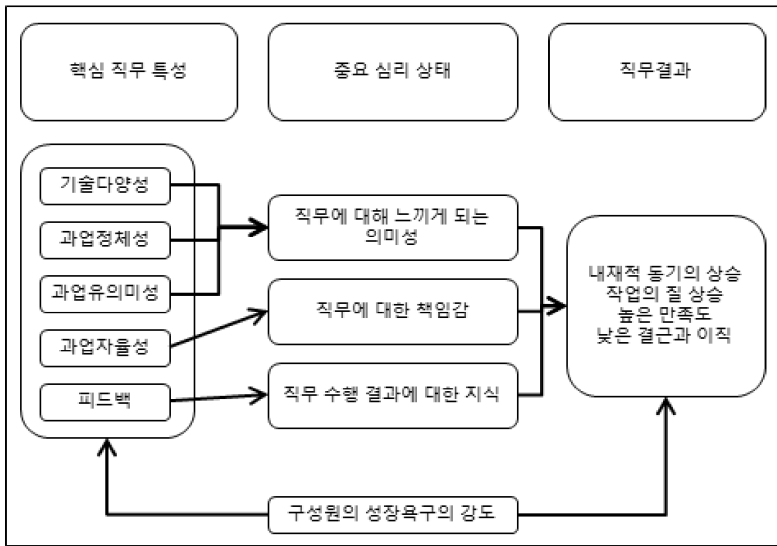 핵심 직무 특성
중요 심리 상태
직무결과
기술다양성
과업정체성
과업유의미성
과업자율성
피드백
직무에 대해 느끼게 되는
의미성
직무에 대한 책임감
직무 수행 결과에 대한 지식
내재적 동기의 상승
작업의 질 상승
높은 만족도
낮은 결근과 이직
구성원의 성장욕구의 강도